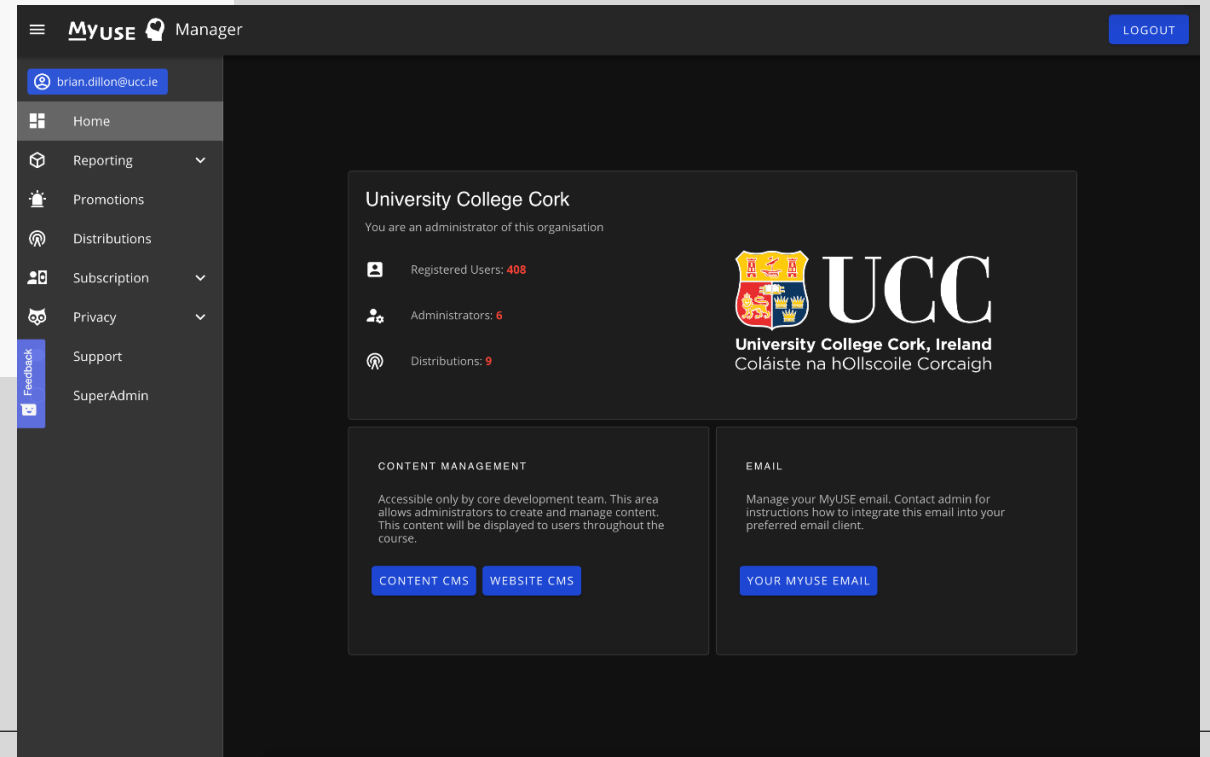 MyUSE Manager
LOGOUT
brian.dillon@ucc.ie
Home
Reporting
Promotions
Distributions
Subscription
Privacy
Support
SuperAdmin
Feedback
University College Cork
You are an administrator of this organisation
Registered Users: 408
Administrators: 6
Distributions: 9
UCC
University College Cork, Ireland
Coláiste na hOllscoile Corcaigh
CONTENT MANAGEMENT
Accessible only by core development team. This area
allows administrators to create and manage content.
This content will be displayed to users throughout the
course.
CONTENT CMS
WEBSITE CMS
EMAIL
Manage your MyUSE email. Contact admin for
instructions how to integrate this email into your
preferred email client.
YOUR MYUSE EMAIL